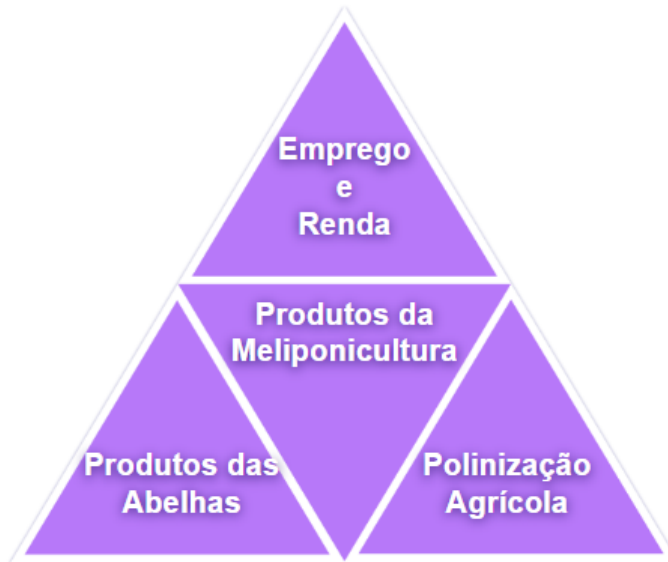 Emprego
e
Renda
Produtos da
Meliponicultura
Produtos das
Abelhas
Polinização
Agrícola